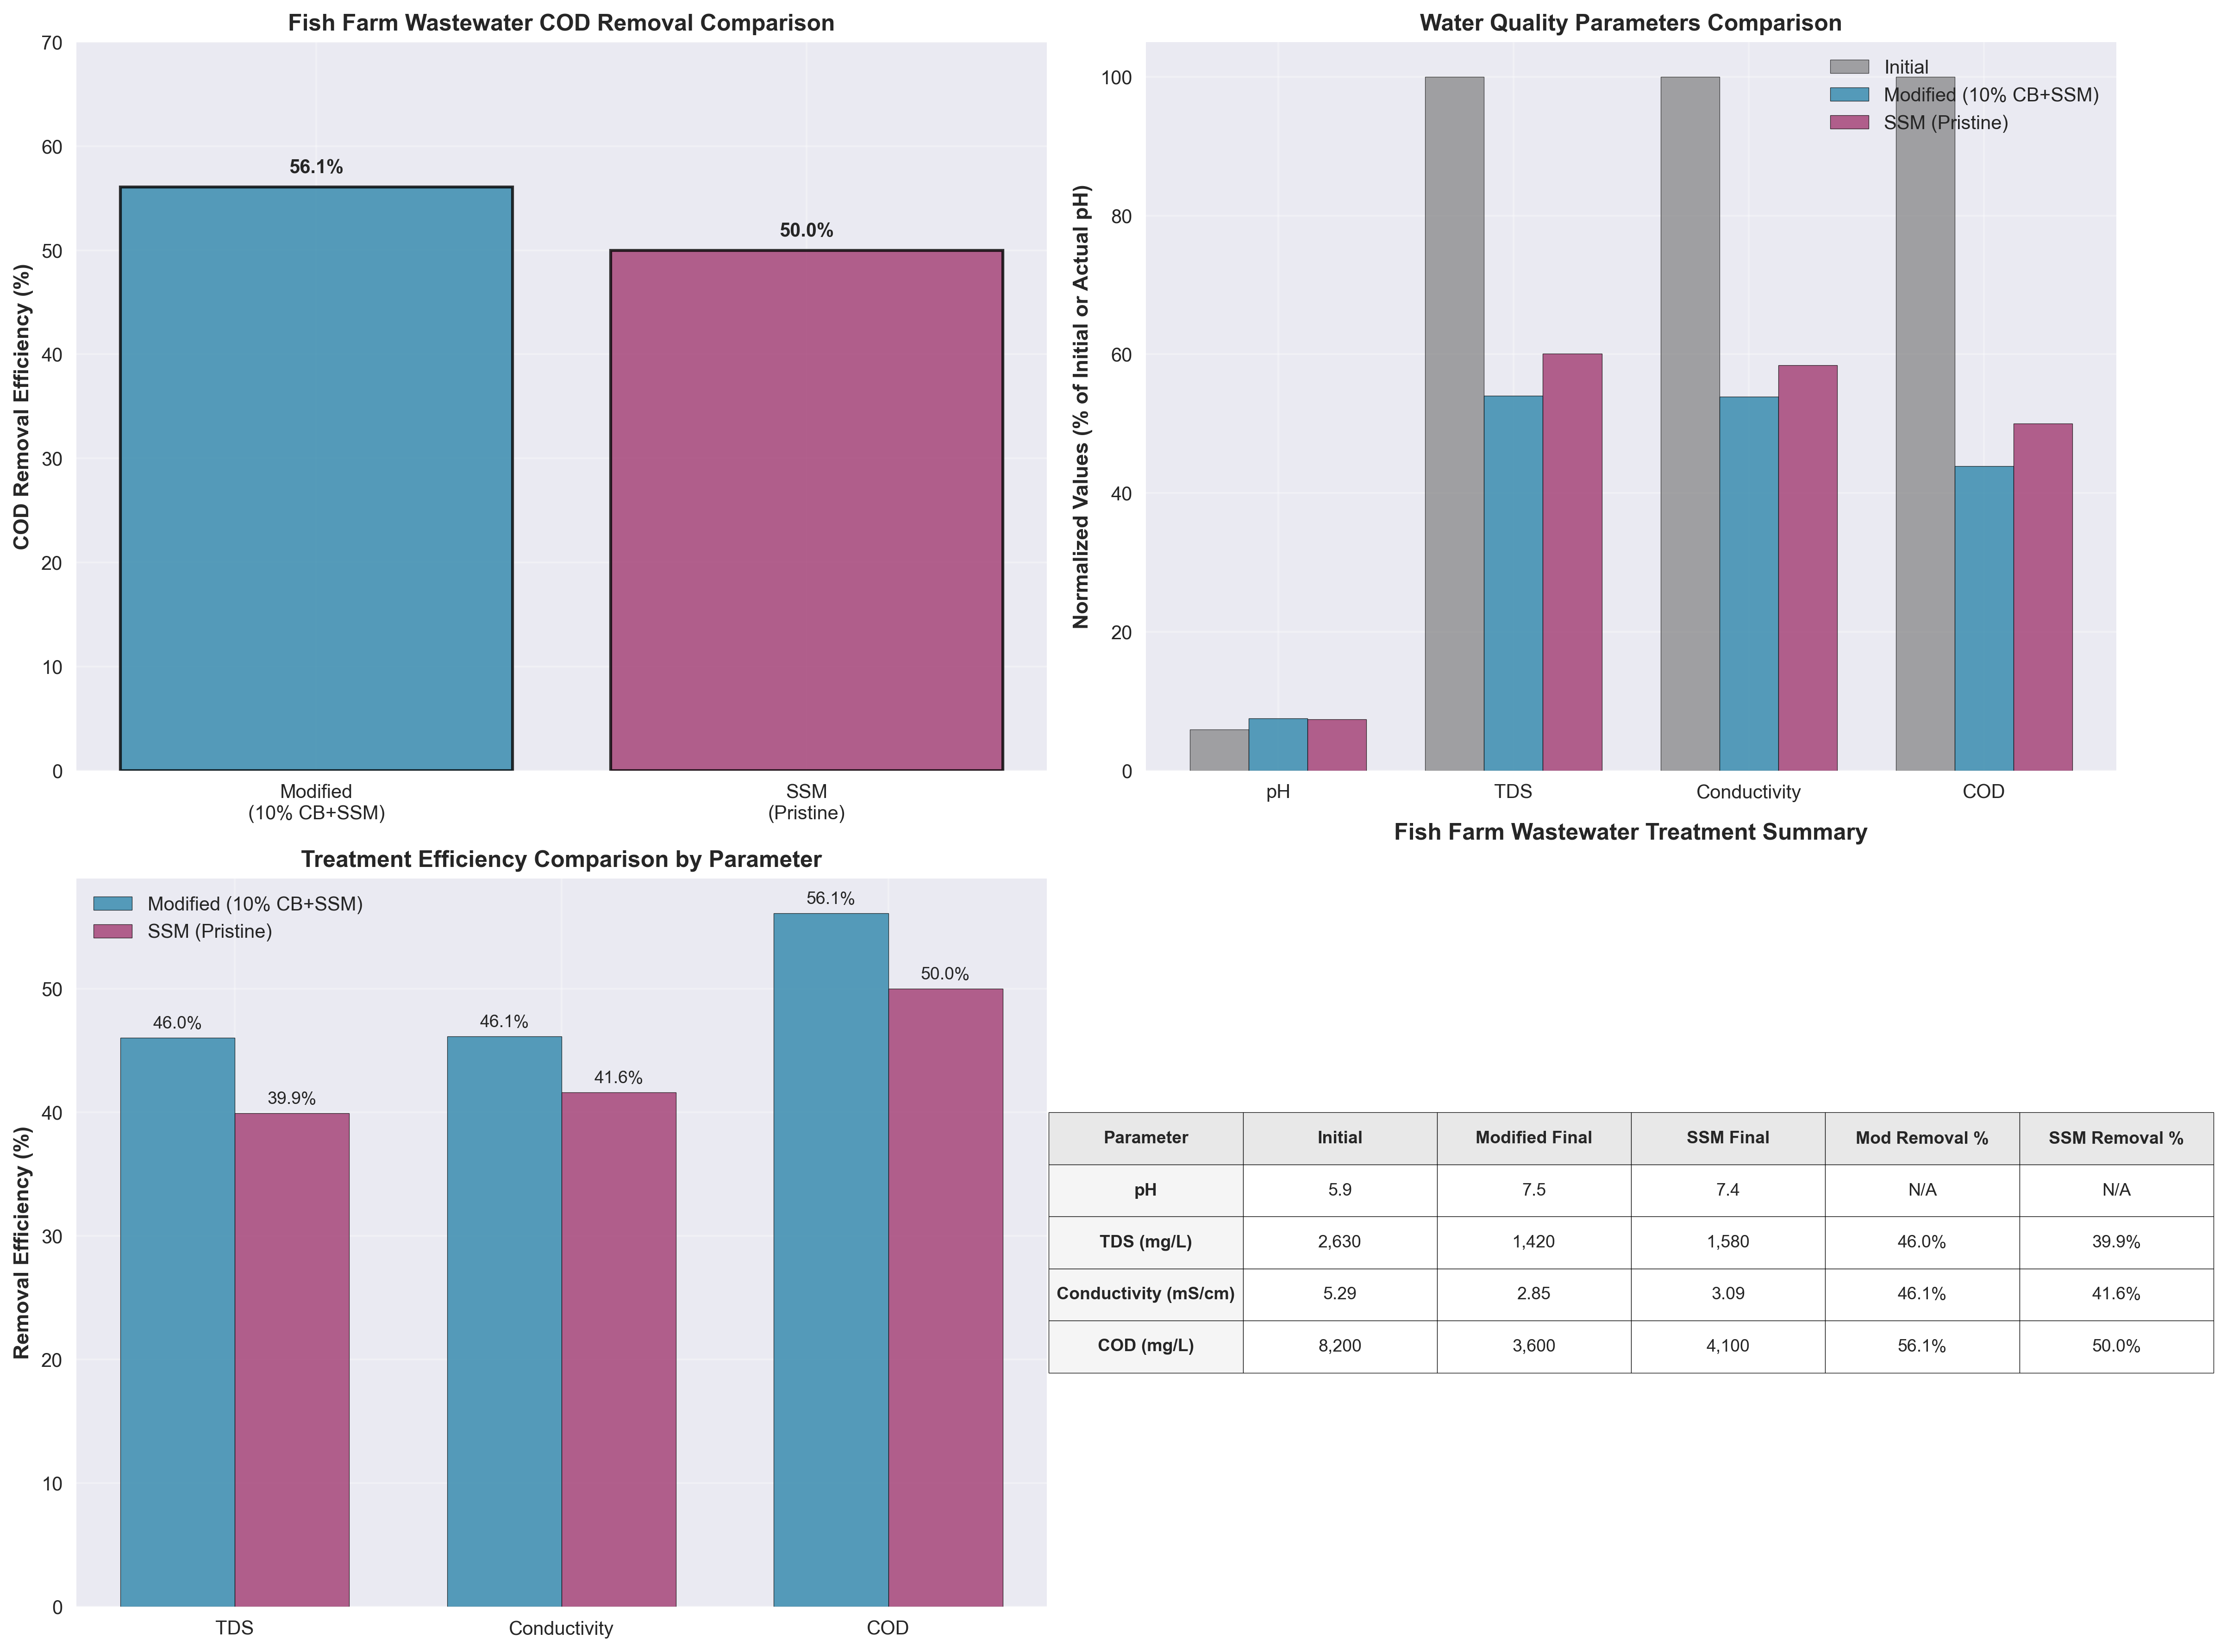 Fish Farm Wastewater COD Removal Comparison
COD Removal Efficiency (%)
70
60
50
40
30
20
10
0
56.1%
50.0%
Modified
(10% CB+SSM)
SSM
(Pristine)
Water Quality Parameters Comparison
Normalized Values (% of Initial or Actual pH)
100
80
60
40
20
0
Initial
Modified (10% CB+SSM)
SSM (Pristine)
pH TDS Conductivity COD
Treatment Efficiency Comparison by Parameter
Removal Efficiency (%)
50
40
30
20
10
0
Modified (10% CB+SSM)
SSM (Pristine)
46.0%
39.9%
46.1%
41.6%
56.1%
50.0%
TDS Conductivity COD
Fish Farm Wastewater Treatment Summary
Parameter Initial Modified Final SSM Final Mod Removal % SSM Removal %
pH 5.9 7.5 7.4 N/A N/A
TDS (mg/L) 2,630 1,420 1,580 46.0% 39.9%
Conductivity (mS/cm) 5.29 2.85 3.09 46.1% 41.6%
COD (mg/L) 8,200 3,600 4,100 56.1% 50.0%